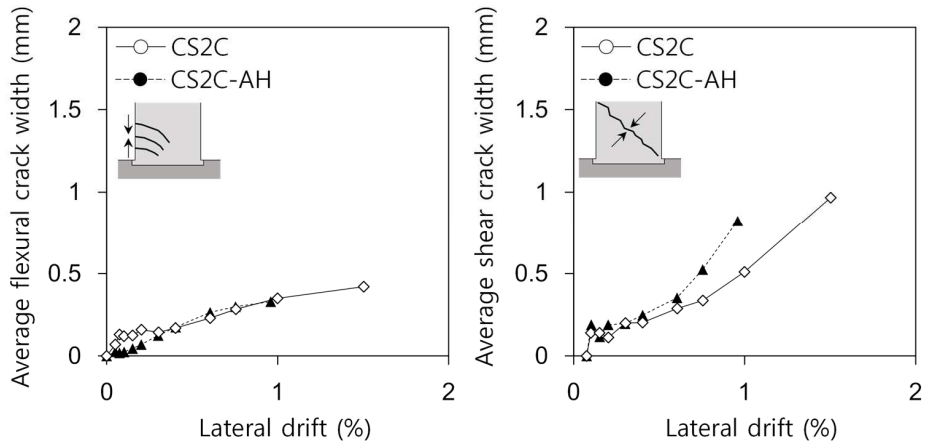 Average flexural crack width (mm)
2
1.5
1
0.5
0
CS2C
CS2C-AH
0
1
2
Lateral drift (%)
Average shear crack width (mm)
2
1.5
1
0.5
0
CS2C
CS2C-AH
0
1
2
Lateral drift (%)